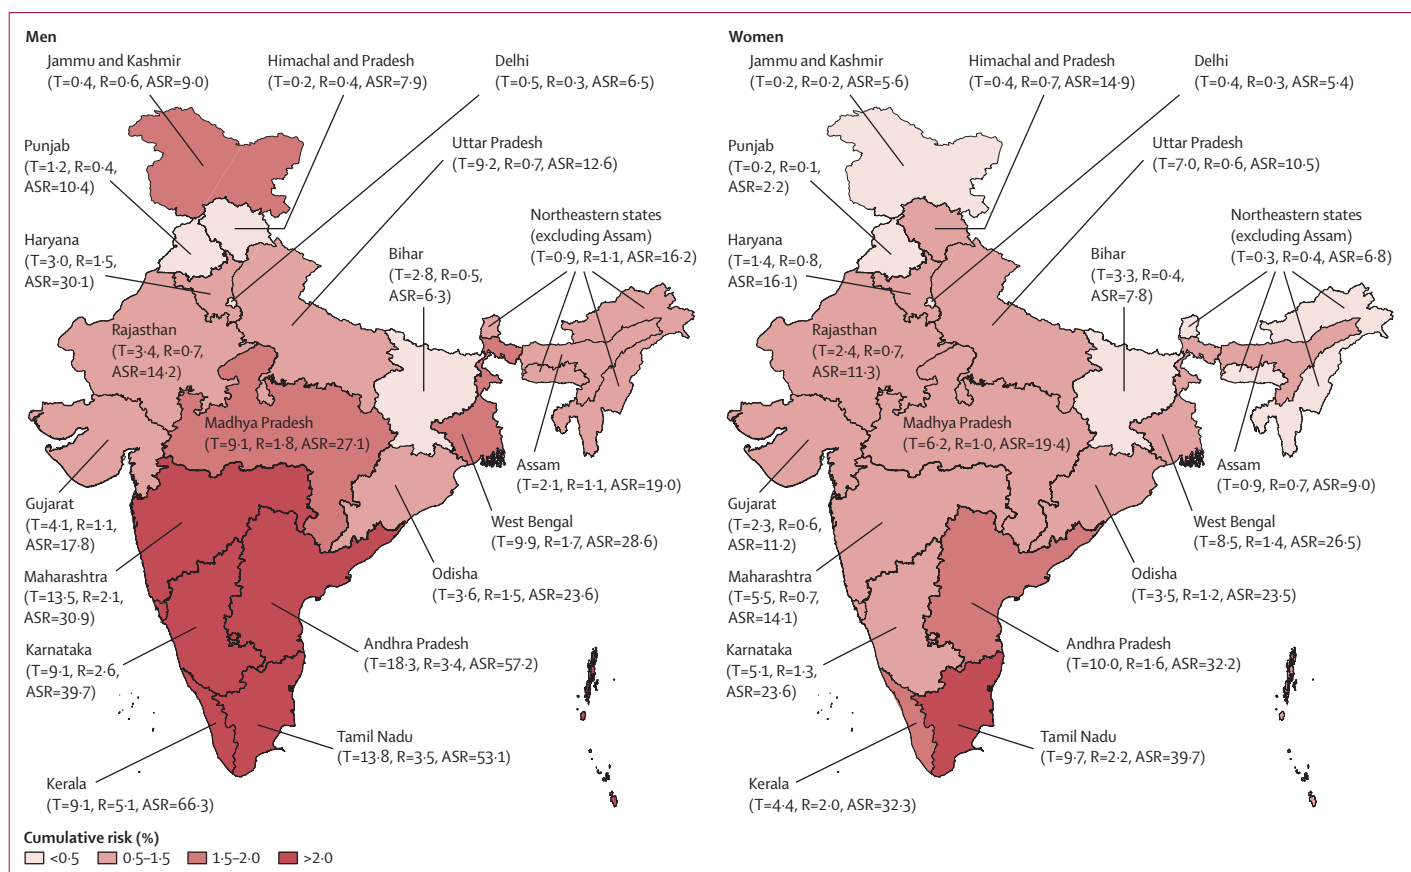 Men
Jammu and Kashmir
(T=0·4, R=0·6, ASR=9·0)
Himachal and Pradesh
(T=0·2, R=0·4, ASR=7·9)
Delhi
(T=0·5, R=0·3, ASR=6·5)
Punjab
(T=1·2, R=0·4,
ASR=10·4)
Uttar Pradesh
(T=9·2, R=0·7, ASR=12·6)
Haryana
(T=3·0, R=1·5,
ASR=30·1)
Bihar
(T=2·8, R=0·5,
ASR=6·3)
Northeastern states
(excluding Assam)
(T=0·9, R=1·1, ASR=16·2)
Rajasthan
(T=3·4, R=0·7,
ASR=14·2)
Madhya Pradesh
(T=9·1, R=1·8, ASR=27·1)
Assam
(T=2·1, R=1·1, ASR=19·0)
Gujarat
(T=4·1, R=1·1,
ASR=17·8)
West Bengal
(T=9·9, R=1·7, ASR=28·6)
Maharashtra
(T=13·5, R=2·1,
ASR=30·9)
Odisha
(T=3·6, R=1·5, ASR=23·6)
Karnataka
(T=9·1, R=2·6,
ASR=39·7)
Andhra Pradesh
(T=18·3, R=3·4, ASR=57·2)
Tamil Nadu
(T=13·8, R=3·5, ASR=53·1)
Kerala
(T=9·1, R=5·1, ASR=66·3)
Women
Jammu and Kashmir
(T=0·2, R=0·2, ASR=5·6)
Himachal and Pradesh
(T=0·4, R=0·7, ASR=14·9)
Delhi
(T=0·4, R=0·3, ASR=5·4)
Punjab
(T=0·2, R=0·1,
ASR=2·2)
Uttar Pradesh
(T=7·0, R=0·6, ASR=10·5)
Haryana
(T=1·4, R=0·8,
ASR=16·1)
Bihar
(T=3·3, R=0·4,
ASR=7·8)
Northeastern states
(excluding Assam)
(T=0·3, R=0·4, ASR=6·8)
Rajasthan
(T=2·4, R=0·7,
ASR=11·3)
Madhya Pradesh
(T=6·2, R=1·0, ASR=19·4)
Assam
(T=0·9, R=0·7, ASR=9·0)
Gujarat
(T=2·3, R=0·6,
ASR=11·2)
West Bengal
(T=8·5, R=1·4, ASR=26·5)
Maharashtra
(T=5·5, R=0·7,
ASR=14·1)
Odisha
(T=3·5, R=1·2, ASR=23·5)
Karnataka
(T=5·1, R=1·3,
ASR=23·6)
Andhra Pradesh
(T=10·0, R=1·6, ASR=32·2)
Tamil Nadu
(T=9·7, R=2·2, ASR=39·7)
Kerala
(T=4·4, R=2·0, ASR=32·3)
Cumulative risk (%)
<0·5 0·5–1·5 1·5–2·0 >2·0